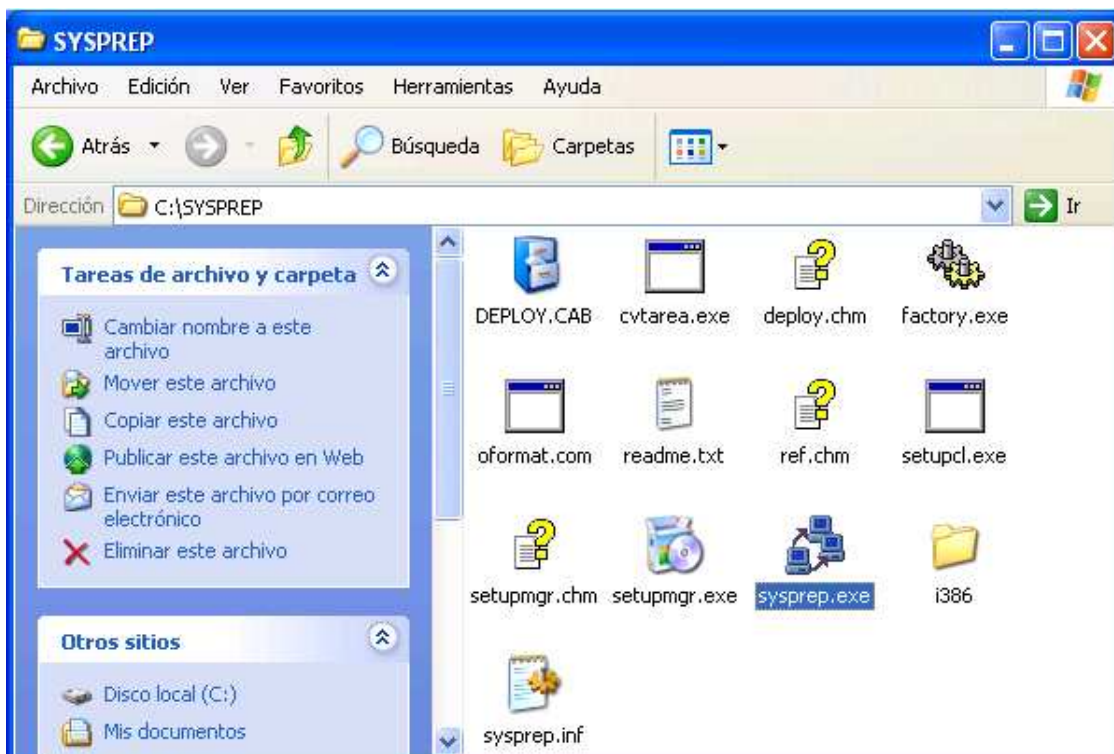 SYSPREP
Archivo Edición Ver Favoritos Herramientas Ayuda
Atrás Búsqueda Carpetas
Dirección C:\SYSPREP Ir
Tareas de archivo y carpeta
Cambiar nombre a este
archivo
Mover este archivo
Copiar este archivo
Publicar este archivo en Web
Enviar este archivo por correo
electrónico
Eliminar este archivo
Otros sitios
Disco local (C:)
Mis documentos
DEPLOY.CAB cvtarea.exe deploy.chm factory.exe
oformat.com readme.txt ref.chm setupcl.exe
setupmgr.chm setupmgr.exe sysprep.exe i386
sysprep.inf